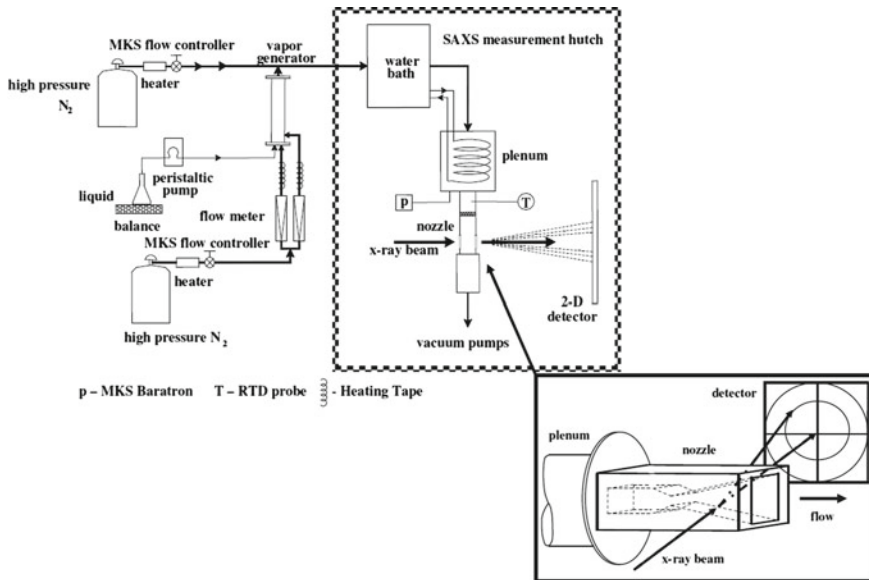 MKS flow controller
vapor
generator
SAXS measurement hutch
water
bath
high pressure
N2
heater
plenum
peristaltic
pump
liquid
balance
flow meter
p
T
nozzle
x-ray beam
MKS flow controller
heater
2-D
detector
high pressure N2
vacuum pumps
p – MKS Baratron T – RTD probe - Heating Tape
detector
plenum
nozzle
flow
x-ray beam